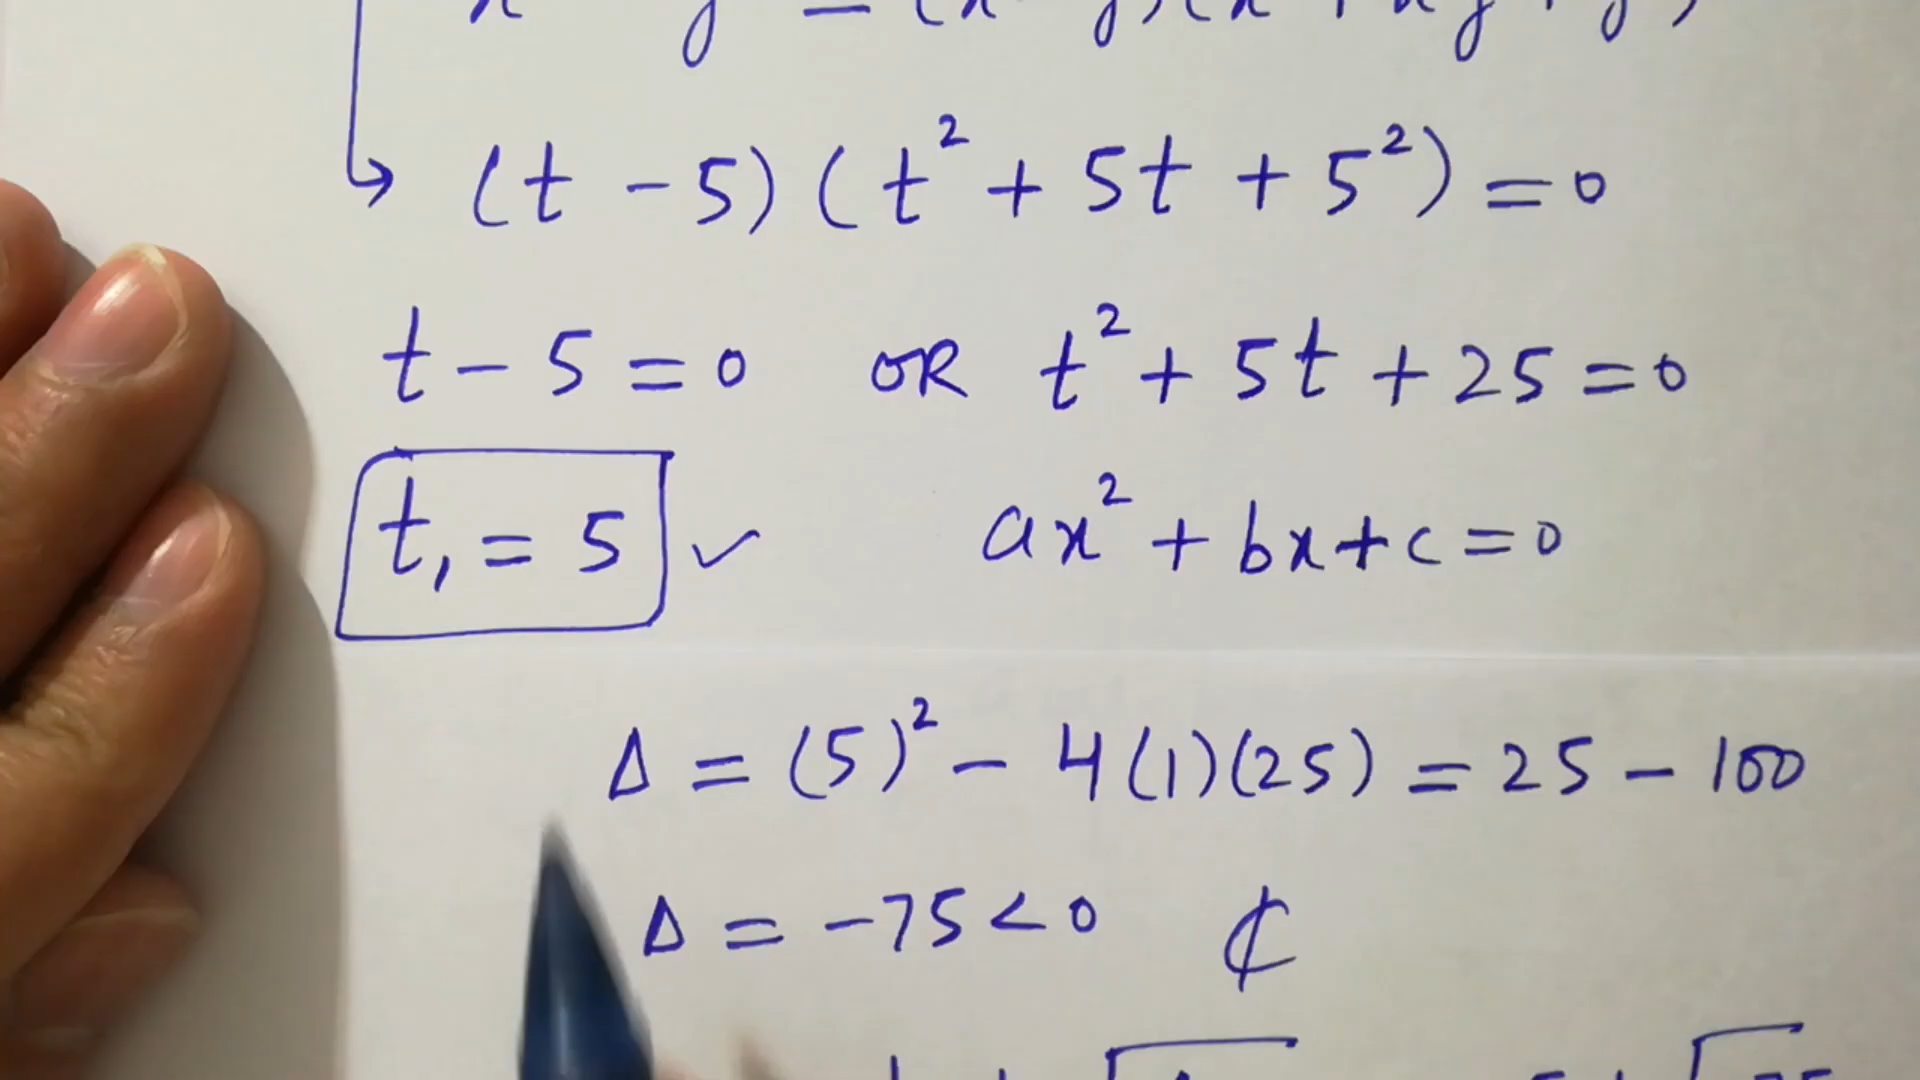 (t - 5) (t² + 5t + 5²) = 0
t - 5 = 0 OR t² + 5t + 25 = 0
t₁ = 5 ✓ ax² + bx + c = 0
Δ = (5)² - 4(1)(25) = 25 - 100
Δ = -75 < 0 ₵